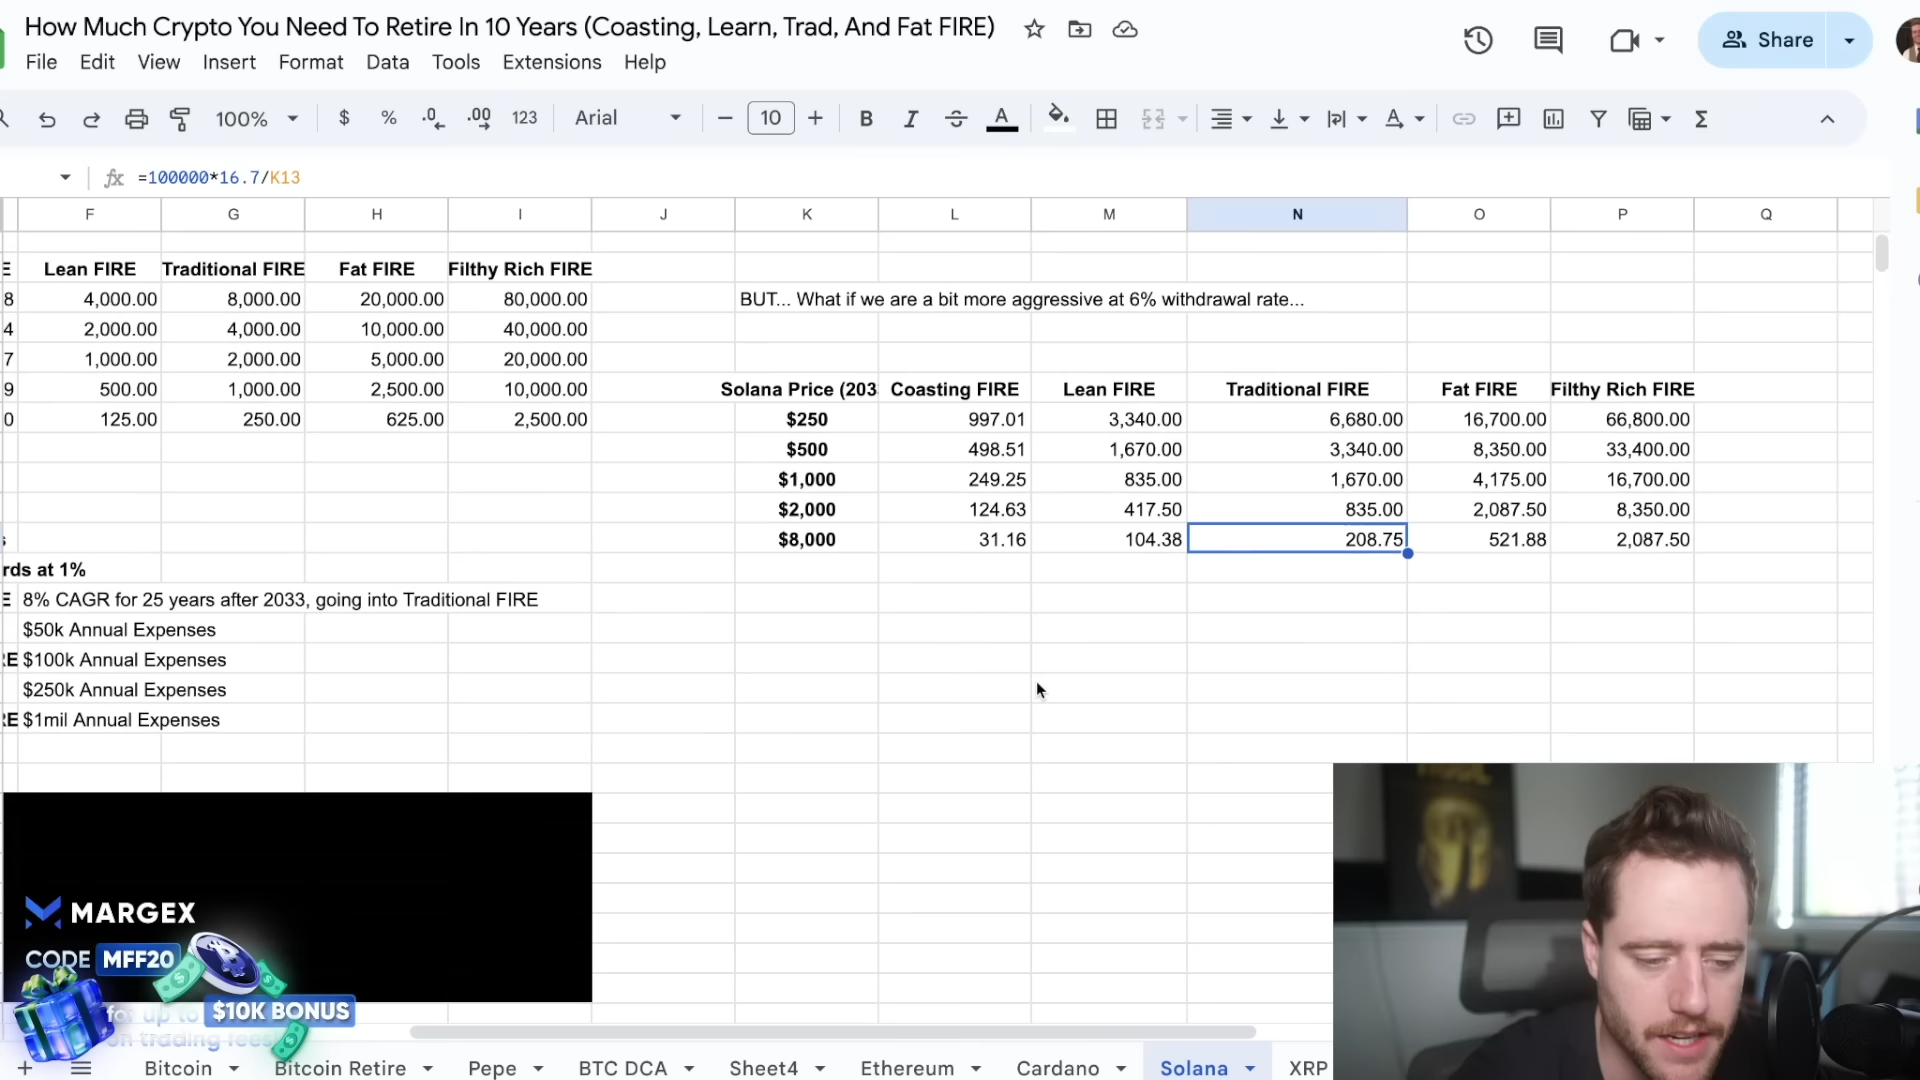 How Much Crypto You Need To Retire In 10 Years (Coasting, Learn, Trad, And Fat FIRE)
File Edit View Insert Format Data Tools Extensions Help
Share
100% $ % .0 .00 123 Arial 10 B I A
fx =100000*16.7/K13
F G H I J K L M N O P Q
E Lean FIRE Traditional FIRE Fat FIRE Filthy Rich FIRE
8 4,000.00 8,000.00 20,000.00 80,000.00 BUT... What if we are a bit more aggressive at 6% withdrawal rate...
4 2,000.00 4,000.00 10,000.00 40,000.00
7 1,000.00 2,000.00 5,000.00 20,000.00
9 500.00 1,000.00 2,500.00 10,000.00 Solana Price (203 Coasting FIRE Lean FIRE Traditional FIRE Fat FIRE Filthy Rich FIRE
0 125.00 250.00 625.00 2,500.00 $250 997.01 3,340.00 6,680.00 16,700.00 66,800.00
$500 498.51 1,670.00 3,340.00 8,350.00 33,400.00
$1,000 249.25 835.00 1,670.00 4,175.00 16,700.00
$2,000 124.63 417.50 835.00 2,087.50 8,350.00
s $8,000 31.16 104.38 208.75 521.88 2,087.50
rds at 1%
E 8% CAGR for 25 years after 2033, going into Traditional FIRE
$50k Annual Expenses
RE $100k Annual Expenses
$250k Annual Expenses
RE $1mil Annual Expenses
MARGEX
CODE MFF20
for up to $10K BONUS
on trading fees
Bitcoin Bitcoin Retire Pepe BTC DCA Sheet4 Ethereum Cardano Solana XRP